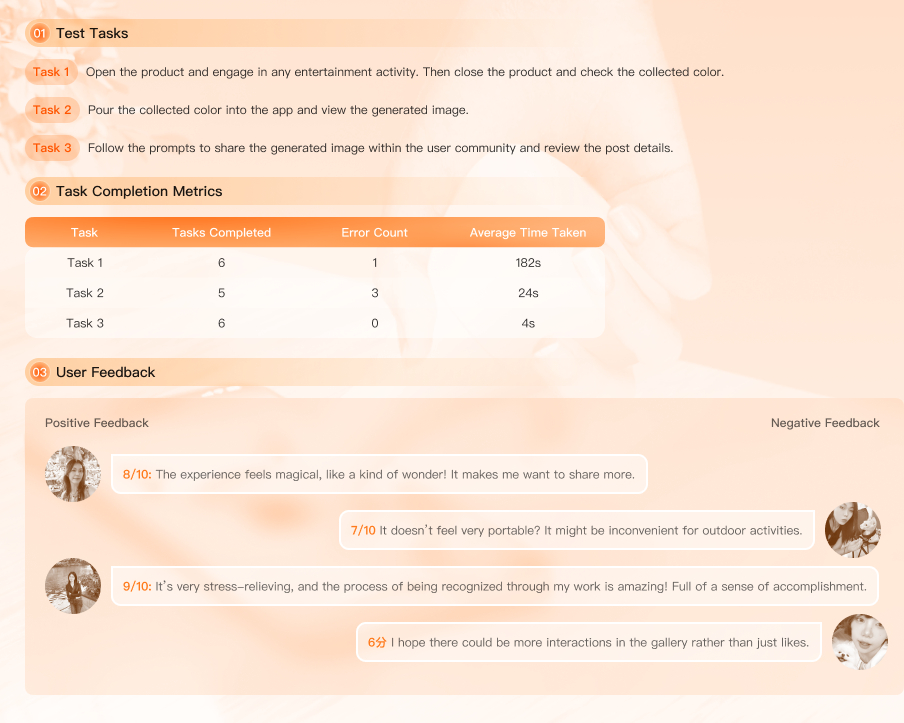 01 Test Tasks
Task 1 Open the product and engage in any entertainment activity. Then close the product and check the collected color.
Task 2 Pour the collected color into the app and view the generated image.
Task 3 Follow the prompts to share the generated image within the user community and review the post details.
02 Task Completion Metrics
Task Tasks Completed Error Count Average Time Taken
Task 1 6 1 182s
Task 2 5 3 24s
Task 3 6 0 4s
03 User Feedback
Positive Feedback Negative Feedback
8/10: The experience feels magical, like a kind of wonder! It makes me want to share more.
7/10 It doesn't feel very portable? It might be inconvenient for outdoor activities.
9/10: It's very stress-relieving, and the process of being recognized through my work is amazing! Full of a sense of accomplishment.
6分 I hope there could be more interactions in the gallery rather than just likes.